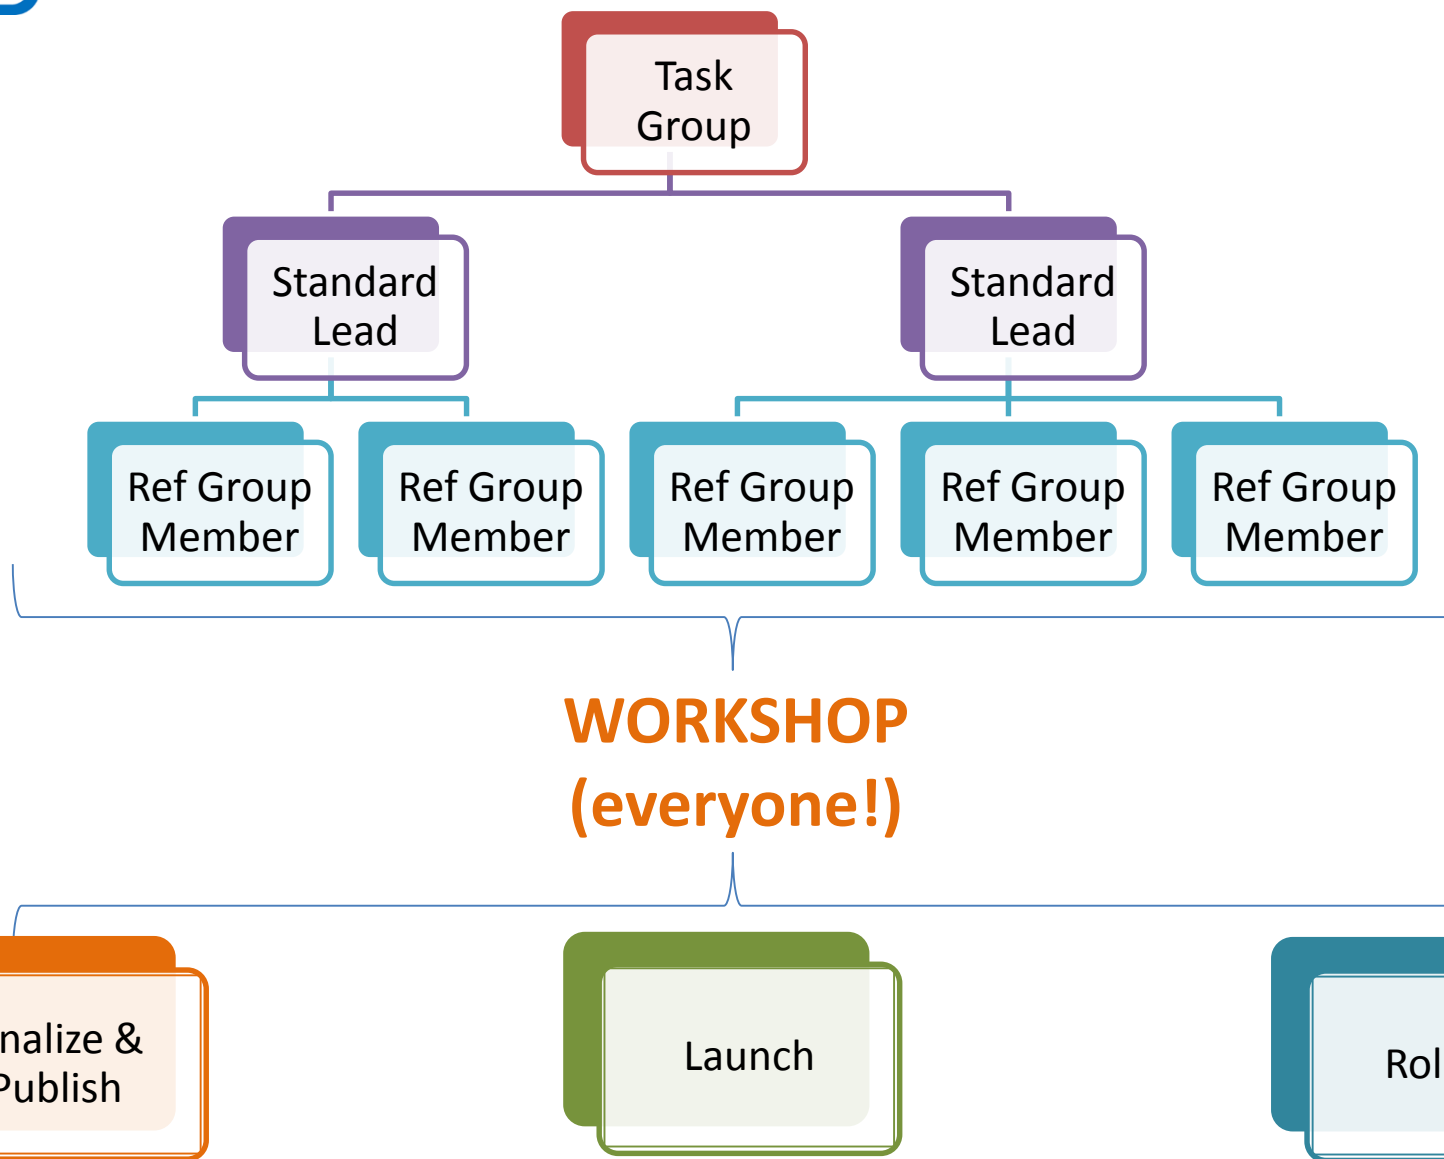 Task
Group
Standard
Lead
Standard
Lead
Ref Group
Member
Ref Group
Member
Ref Group
Member
Ref Group
Member
Ref Group
Member
WORKSHOP
(everyone!)
nalize &
Publish
Launch
Rol